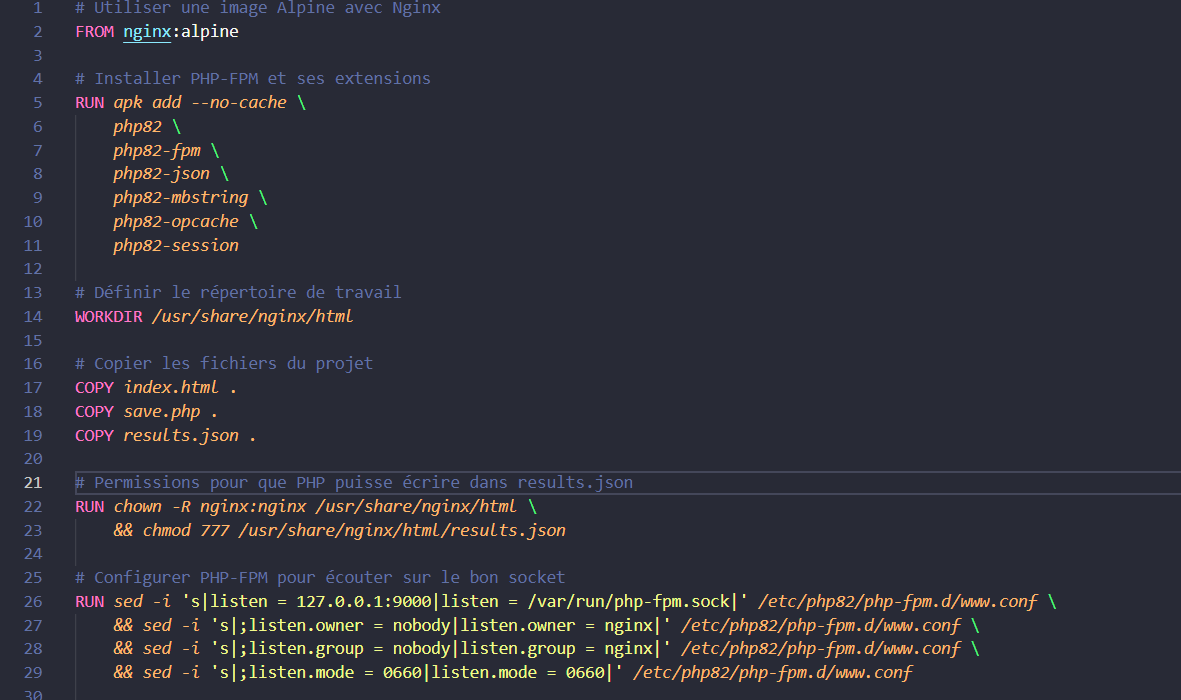 1 # Utiliser une image Alpine avec Nginx
2 FROM nginx:alpine
3
4 # Installer PHP-FPM et ses extensions
5 RUN apk add --no-cache \
6 php82 \
7 php82-fpm \
8 php82-json \
9 php82-mbstring \
10 php82-opcache \
11 php82-session
12
13 # Définir le répertoire de travail
14 WORKDIR /usr/share/nginx/html
15
16 # Copier les fichiers du projet
17 COPY index.html .
18 COPY save.php .
19 COPY results.json .
20
21 # Permissions pour que PHP puisse écrire dans results.json
22 RUN chown -R nginx:nginx /usr/share/nginx/html \
23 && chmod 777 /usr/share/nginx/html/results.json
24
25 # Configurer PHP-FPM pour écouter sur le bon socket
26 RUN sed -i 's|listen = 127.0.0.1:9000|listen = /var/run/php-fpm.sock|' /etc/php82/php-fpm.d/www.conf \
27 && sed -i 's|;listen.owner = nobody|listen.owner = nginx|' /etc/php82/php-fpm.d/www.conf \
28 && sed -i 's|;listen.group = nobody|listen.group = nginx|' /etc/php82/php-fpm.d/www.conf \
29 && sed -i 's|;listen.mode = 0660|listen.mode = 0660|' /etc/php82/php-fpm.d/www.conf
30